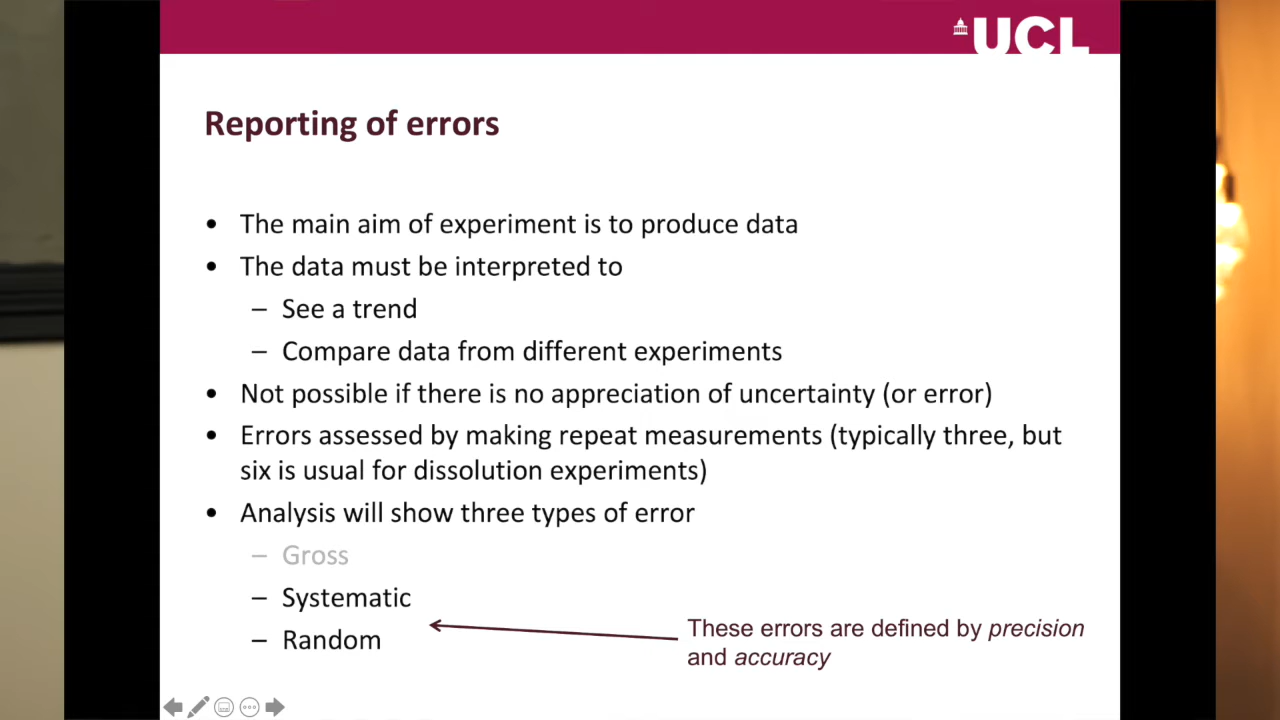 UCL
Reporting of errors
• The main aim of experiment is to produce data
• The data must be interpreted to
– See a trend
– Compare data from different experiments
• Not possible if there is no appreciation of uncertainty (or error)
• Errors assessed by making repeat measurements (typically three, but
six is usual for dissolution experiments)
• Analysis will show three types of error
– Gross
– Systematic
– Random
These errors are defined by precision
and accuracy